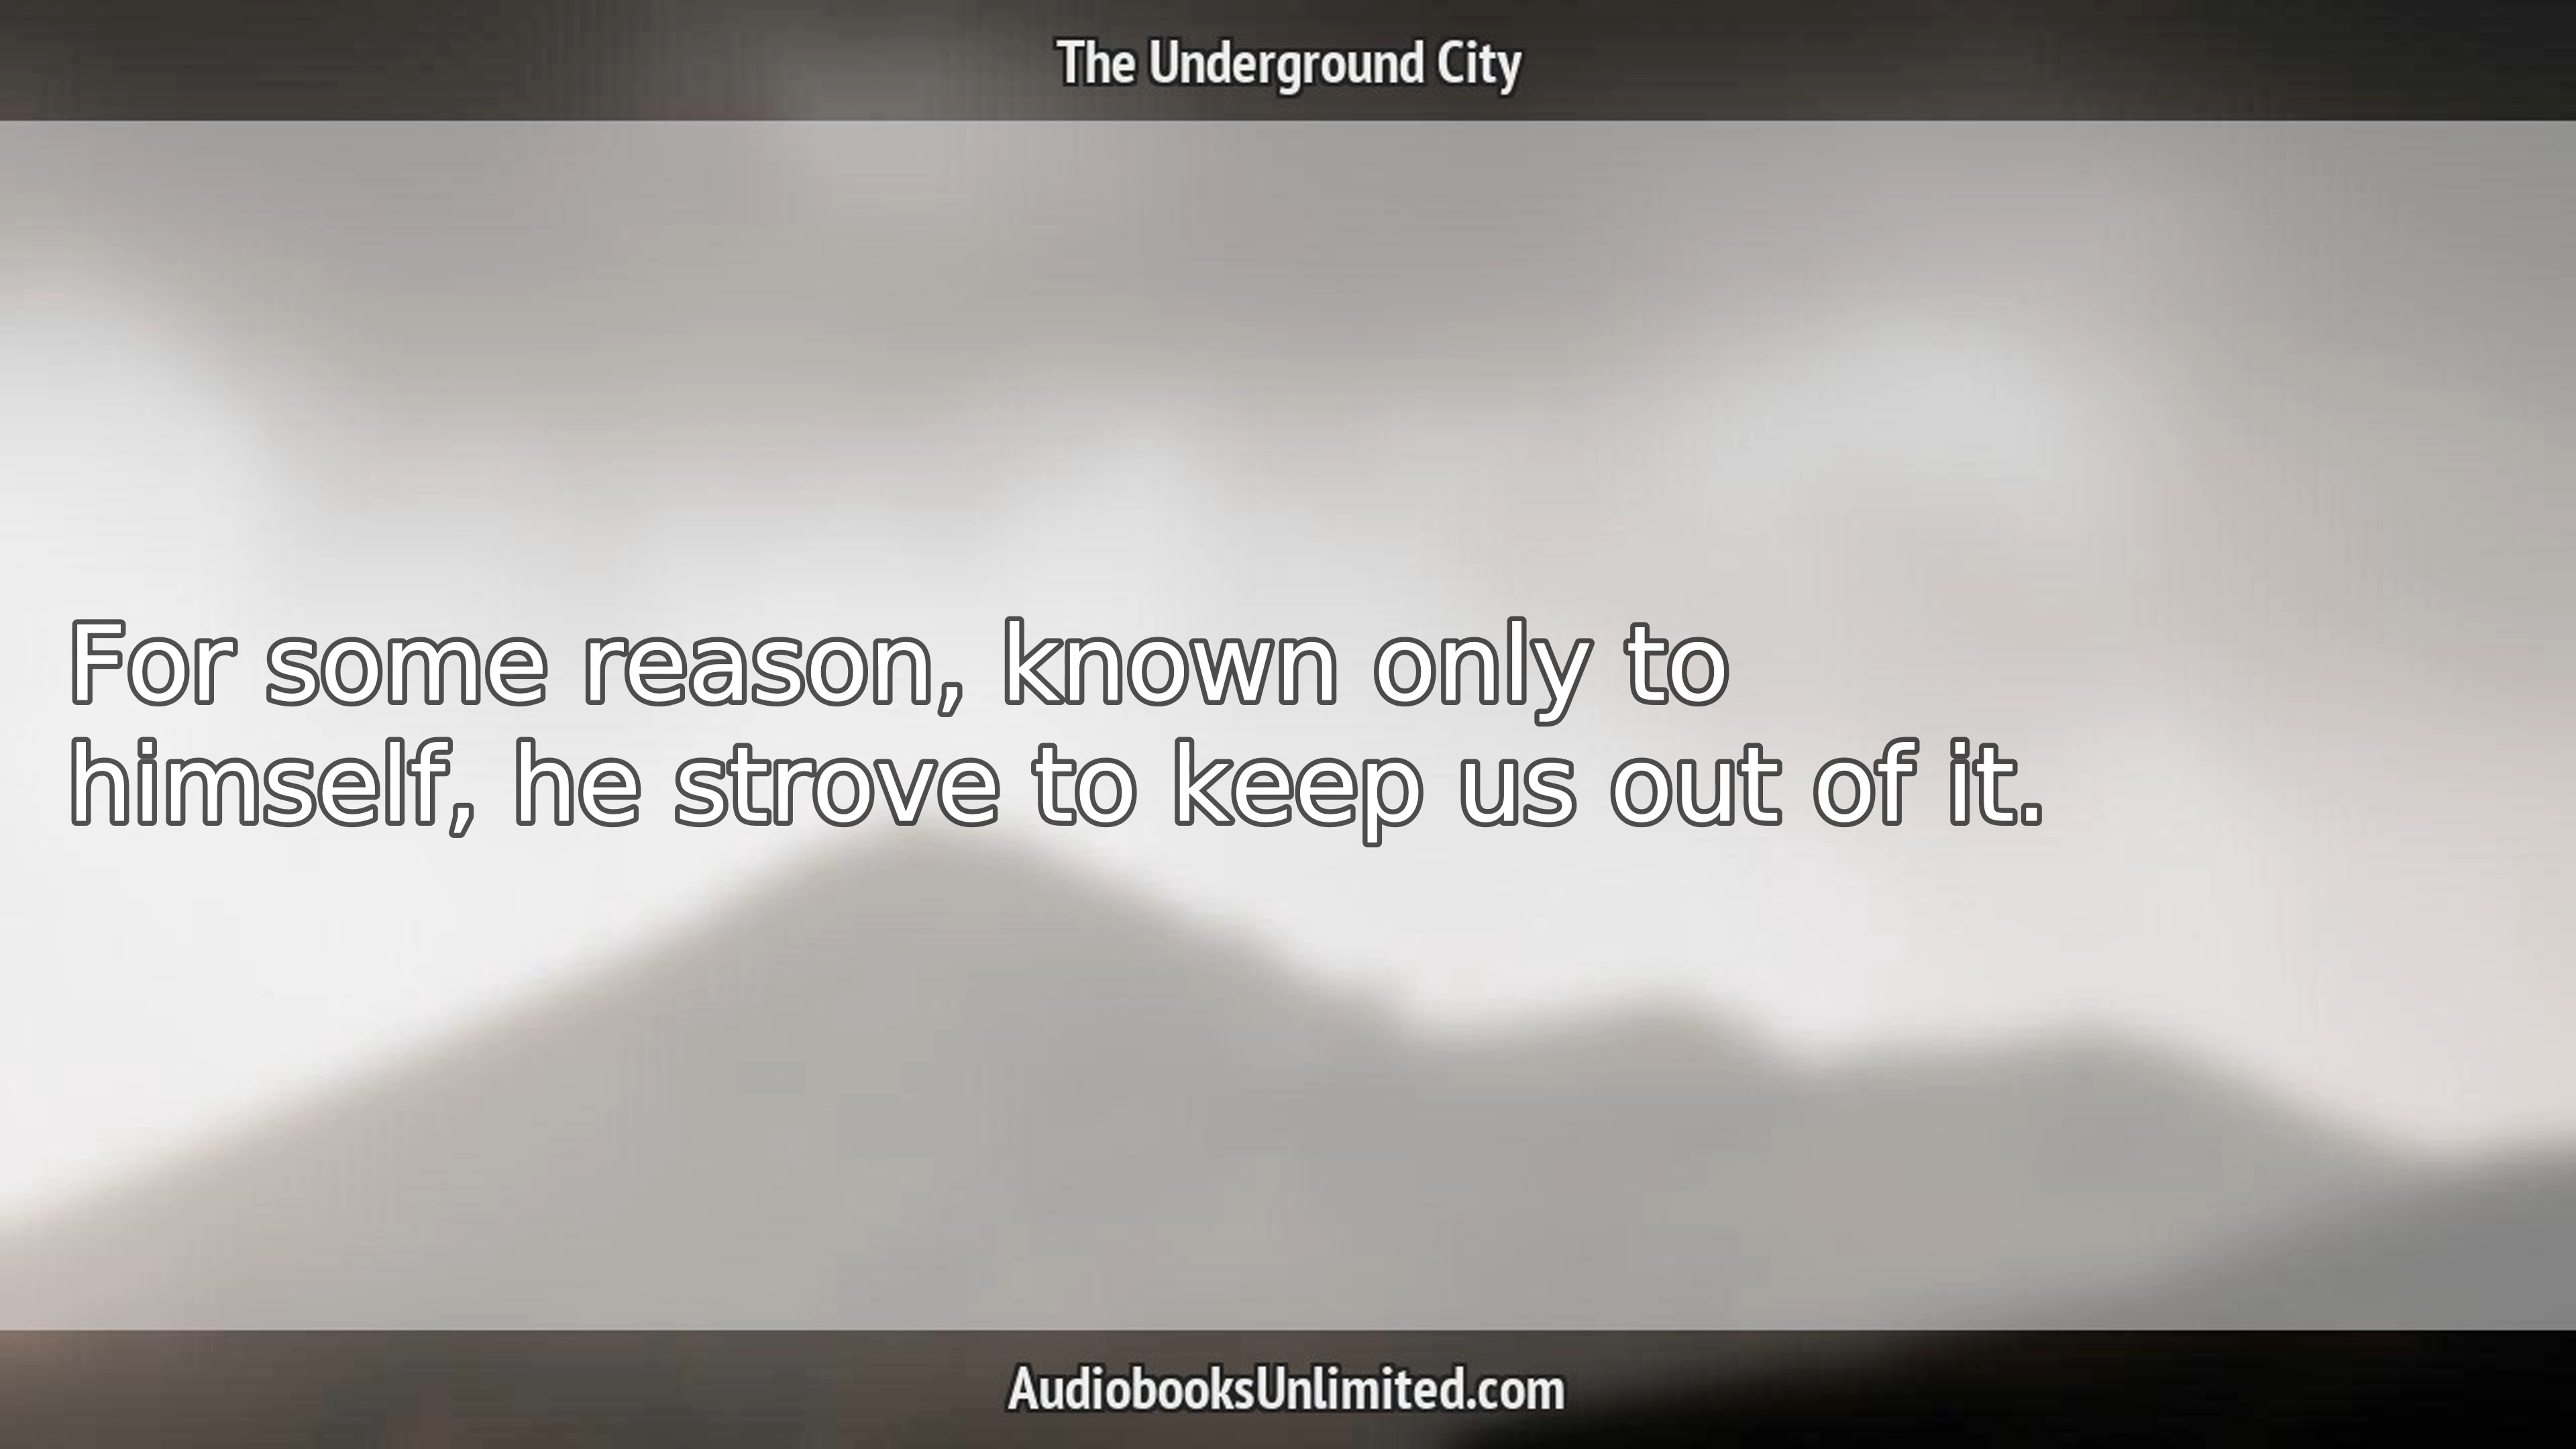 The Underground City
For some reason, known only to
himself, he strove to keep us out of it.
AudiobooksUnlimited.com